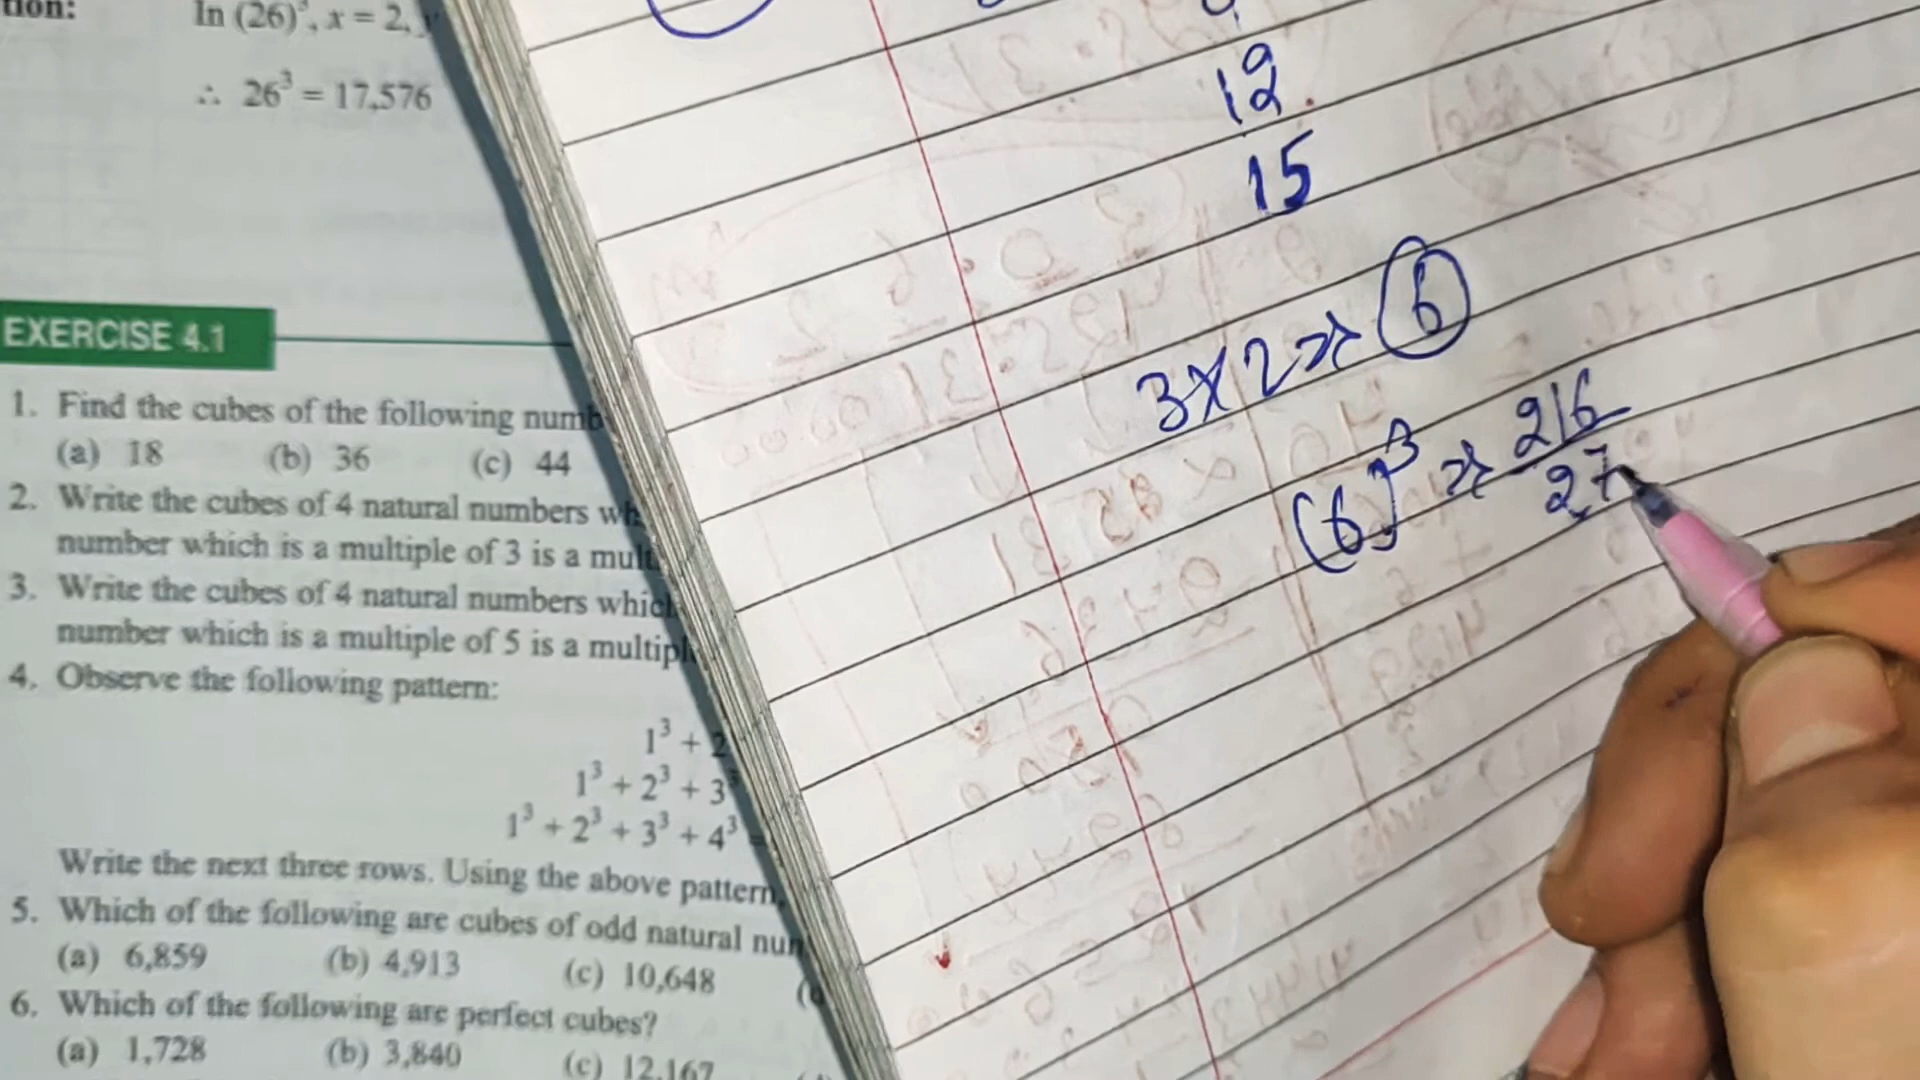 In (26)³, x = 2,
∴ 26³ = 17,576
EXERCISE 4.1
1. Find the cubes of the following numb
(a) 18 (b) 36 (c) 44
2. Write the cubes of 4 natural numbers wh
number which is a multiple of 3 is a mult
3. Write the cubes of 4 natural numbers which
number which is a multiple of 5 is a multipl
4. Observe the following pattern:
1³ + 2
1³ + 2³ + 3³
1³ + 2³ + 3³ + 4³
Write the next three rows. Using the above pattern,
5. Which of the following are cubes of odd natural num
(a) 6,859 (b) 4,913 (c) 10,648
6. Which of the following are perfect cubes?
(a) 1,728 (b) 3,840 (c) 12,167
12
15
3 x 2 => 6
(6)³ => 216
27